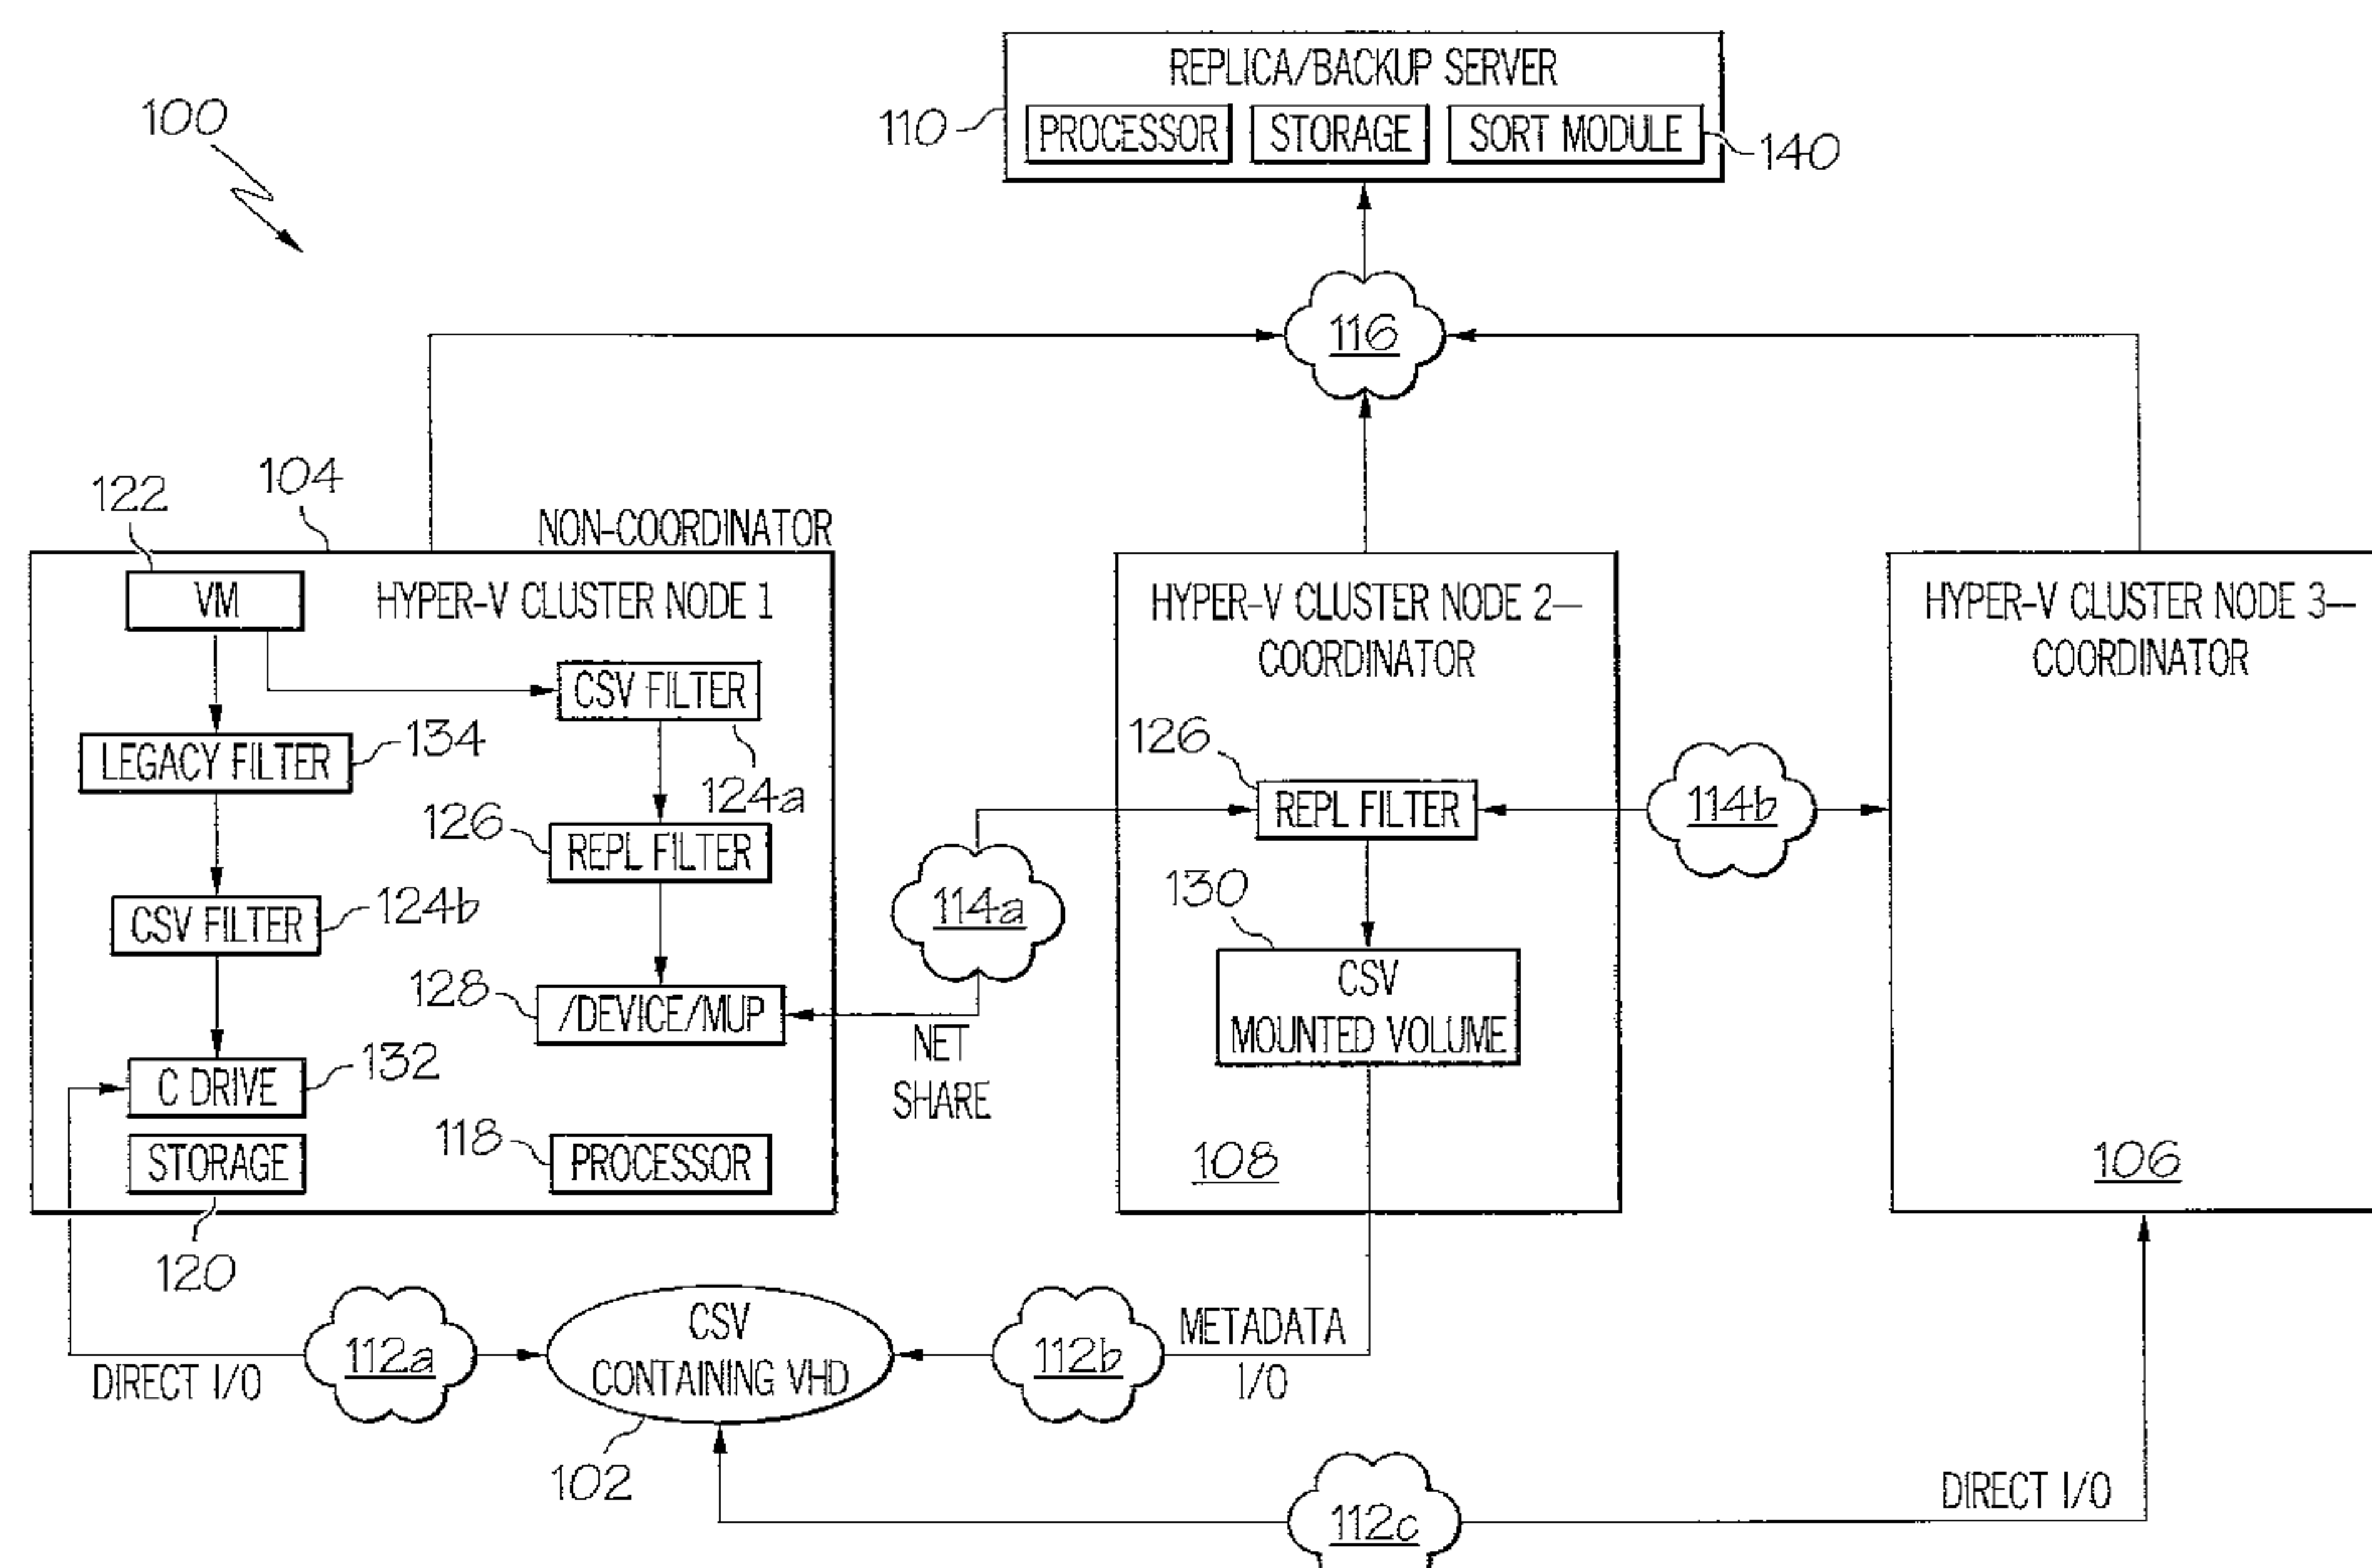 REPLICA/BACKUP SERVER
100
110
PROCESSOR
STORAGE
SORT MODULE
140
116
104
122
NON-COORDINATOR
VM
HYPER-V CLUSTER NODE 1
HYPER-V CLUSTER NODE 2—
COORDINATOR
HYPER-V CLUSTER NODE 3—
COORDINATOR
CSV FILTER
124a
LEGACY FILTER
134
126
REPL FILTER
126
REPL FILTER
114b
114a
CSV FILTER
124b
130
CSV
MOUNTED VOLUME
128
/DEVICE/MUP
NET
SHARE
C DRIVE
132
STORAGE
118
PROCESSOR
108
106
120
DIRECT I/O
112a
CSV
CONTAINING VHD
112b
METADATA
I/O
102
112c
DIRECT I/O